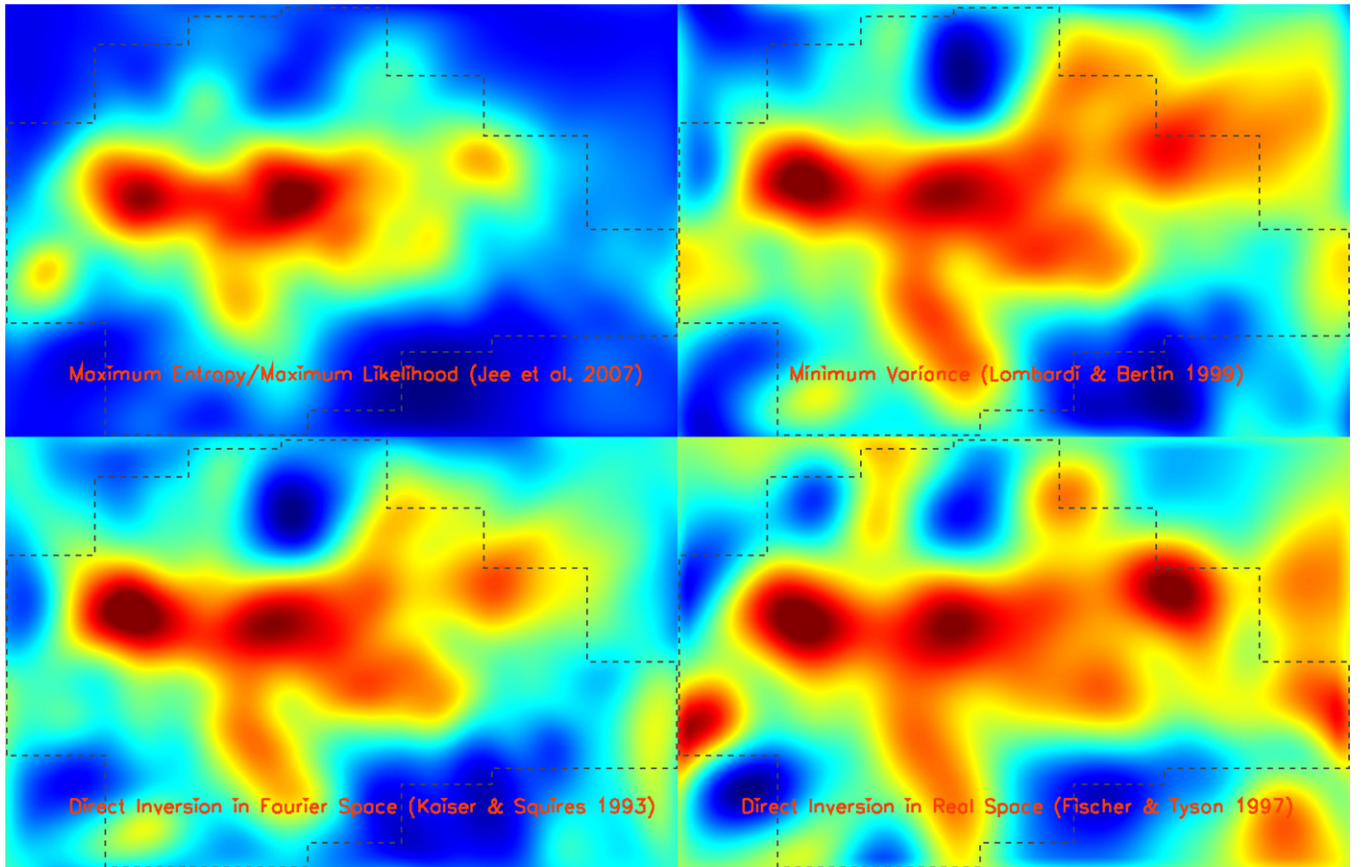 Maximum Entropy/Maximum Likelihood (Jee et al. 2007)
Minimum Variance (Lombardi & Bertin 1999)
Direct Inversion in Fourier Space (Kaiser & Squires 1993)
Direct Inversion in Real Space (Fischer & Tyson 1997)